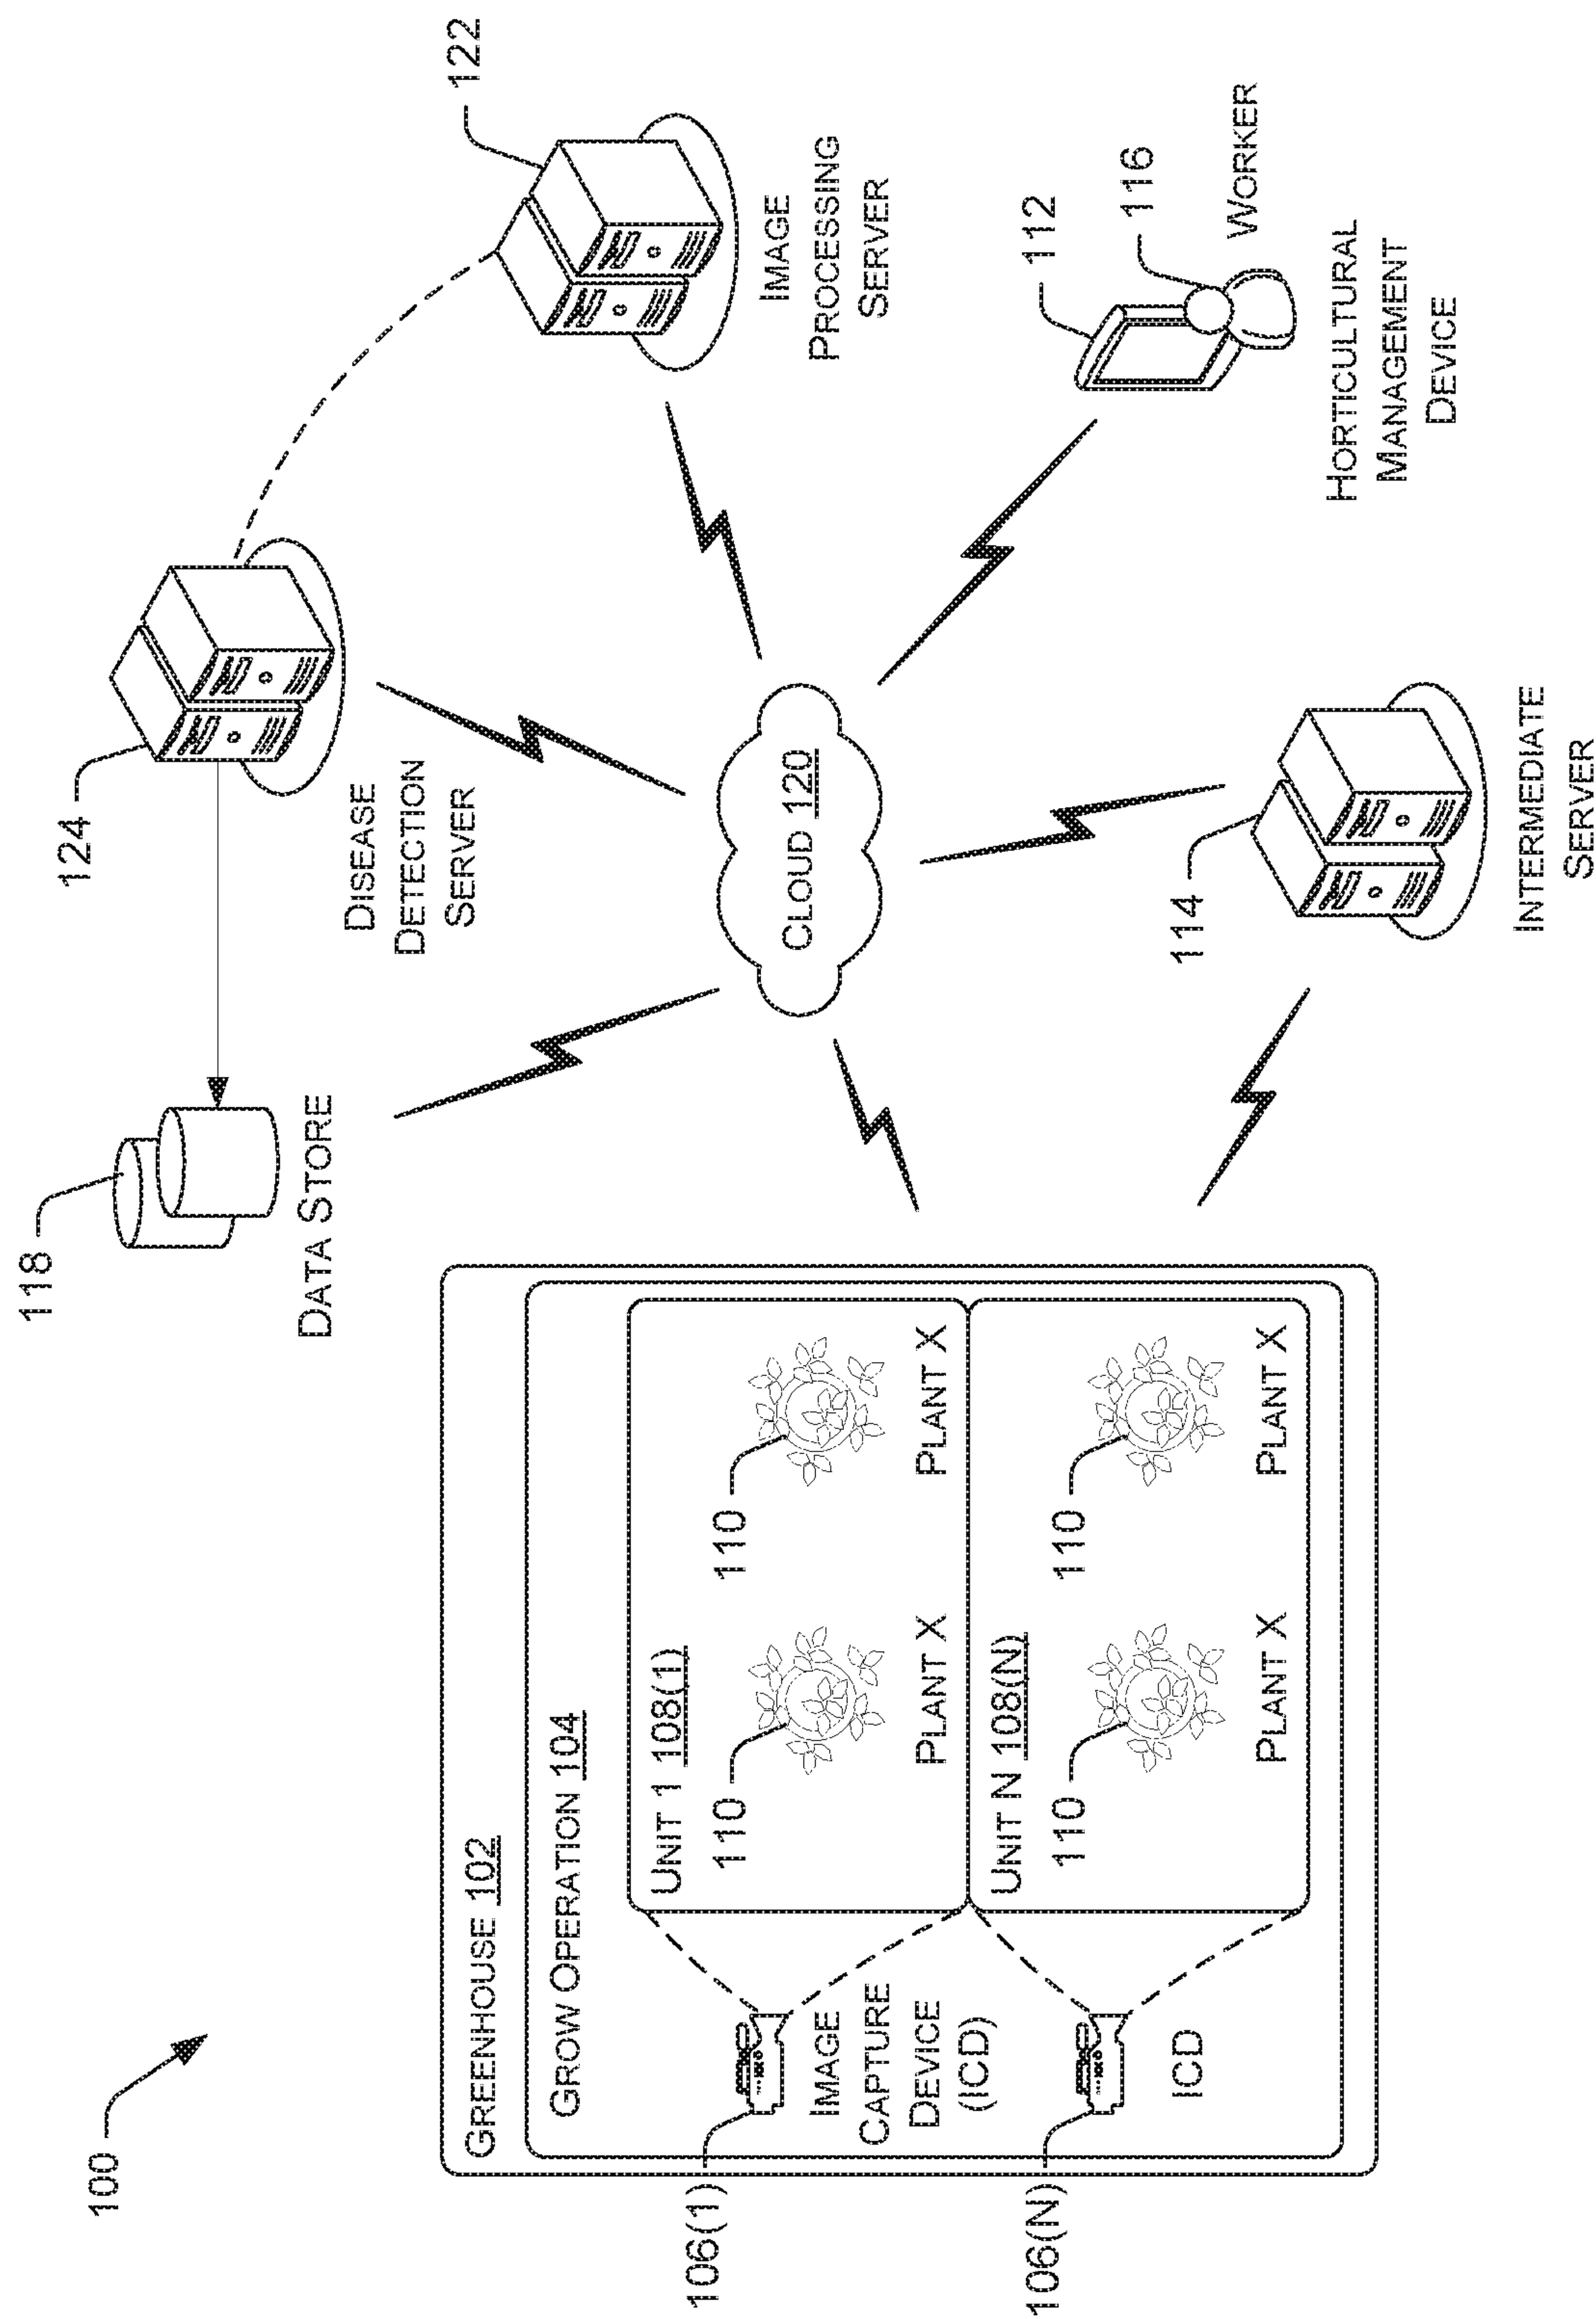 100
118
DATA STORE
124
DISEASE
DETECTION
SERVER
122
IMAGE
PROCESSING
SERVER
GREENHOUSE 102
GROW OPERATION 104
106(1)
IMAGE
CAPTURE
DEVICE
(ICD)
UNIT 1 108(1)
110
PLANT X
110
PLANT X
106(N)
ICD
UNIT N 108(N)
110
PLANT X
110
PLANT X
CLOUD 120
112
116
WORKER
HORTICULTURAL
MANAGEMENT
DEVICE
114
INTERMEDIATE
SERVER